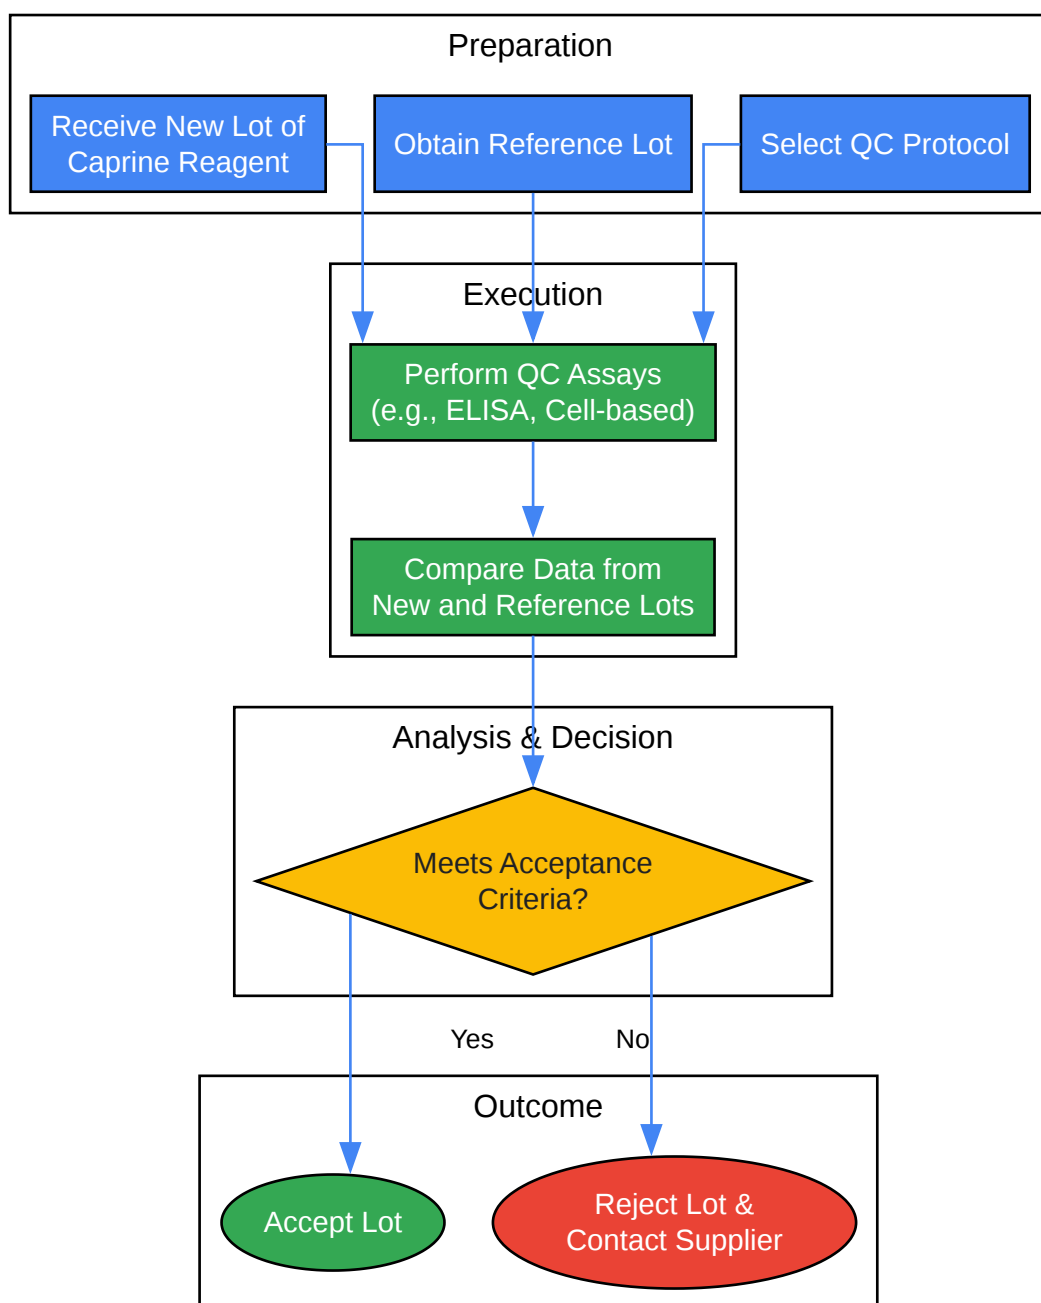 Preparation
Receive New Lot of
Caprine Reagent
Obtain Reference Lot
Select QC Protocol
Execution
Perform QC Assays
(e.g., ELISA, Cell-based)
Compare Data from
New and Reference Lots
Analysis & Decision
Meets Acceptance
Criteria?
Yes
No
Outcome
Accept Lot
Reject Lot &
Contact Supplier